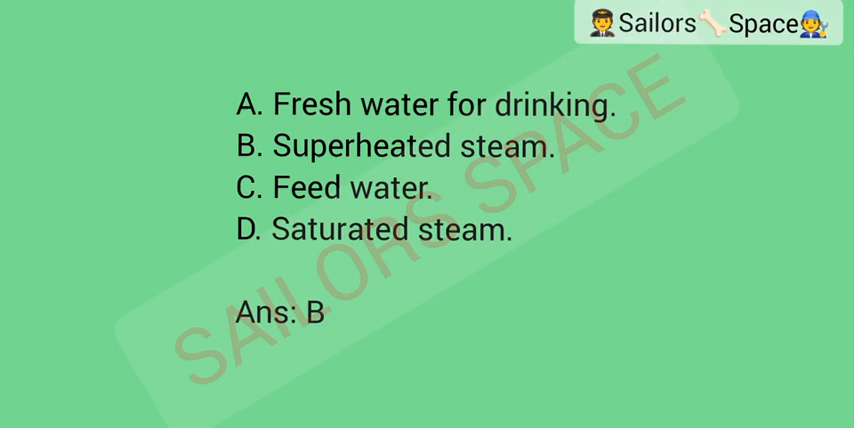 👨‍✈️Sailors🦴Space👨‍🔧
A. Fresh water for drinking.
B. Superheated steam.
C. Feed water.
D. Saturated steam.
Ans: B
SAILORS SPACE